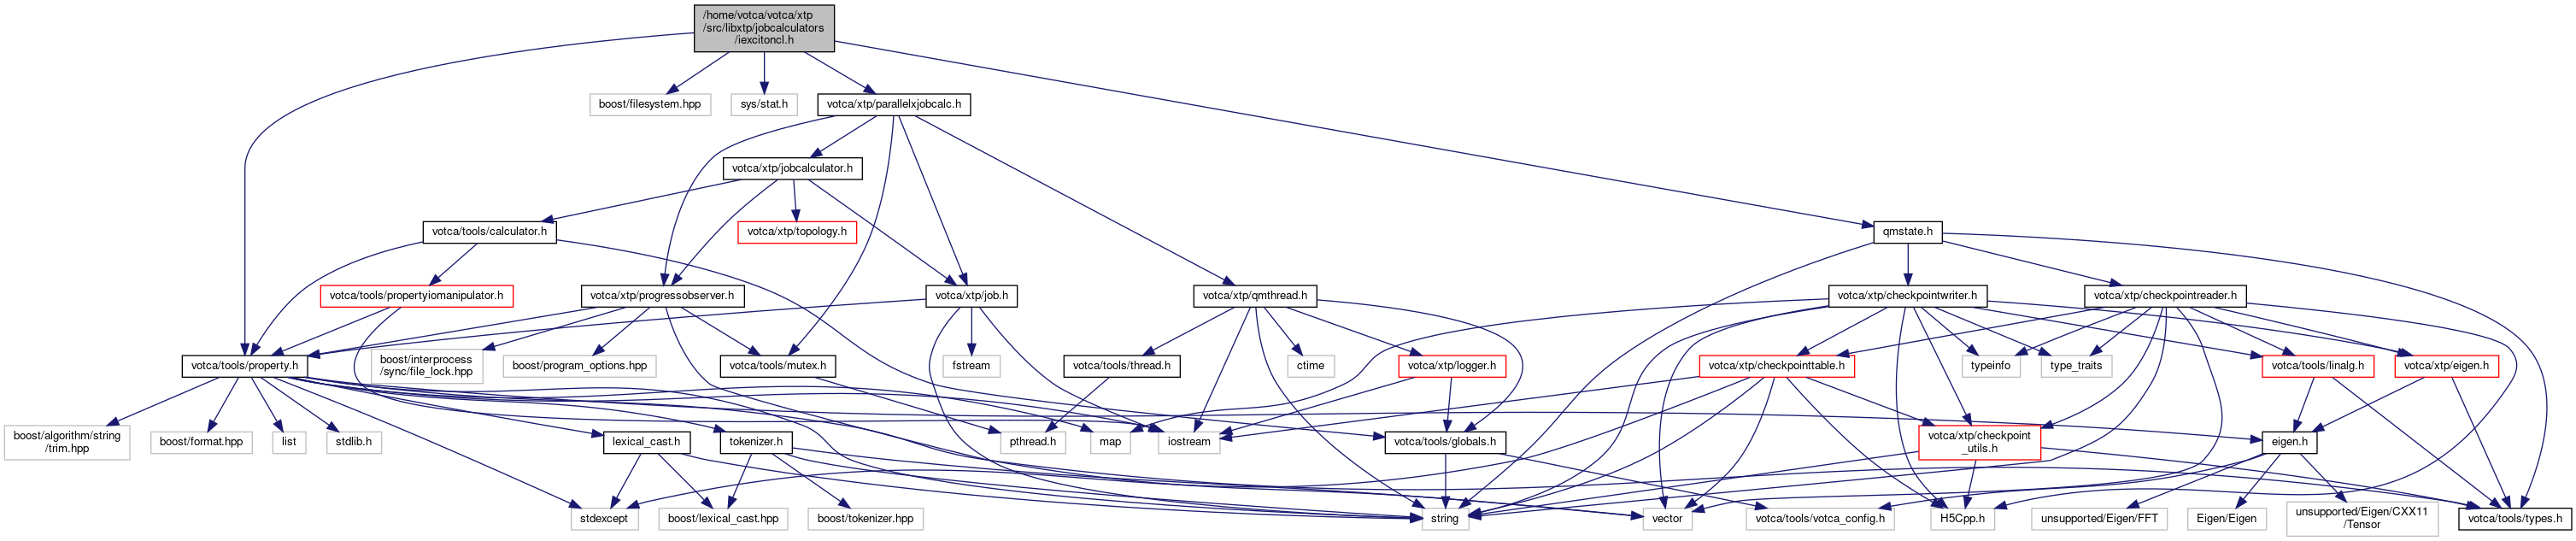 /home/votca/votca/xtp
/src/libxtp/jobcalculators
/iexcitoncl.h
boost/filesystem.hpp
sys/stat.h
votca/xtp/parallelxjobcalc.h
votca/xtp/jobcalculator.h
votca/tools/calculator.h
votca/xtp/topology.h
qmstate.h
votca/tools/propertyiomanipulator.h
votca/xtp/progressobserver.h
votca/xtp/job.h
votca/xtp/qmthread.h
votca/xtp/checkpointwriter.h
votca/xtp/checkpointreader.h
votca/tools/property.h
boost/interprocess
/sync/file_lock.hpp
boost/program_options.hpp
votca/tools/mutex.h
fstream
votca/tools/thread.h
ctime
votca/xtp/logger.h
votca/xtp/checkpointtable.h
typeinfo
type_traits
votca/tools/linalg.h
votca/xtp/eigen.h
boost/algorithm/string
/trim.hpp
boost/format.hpp
list
stdlib.h
lexical_cast.h
tokenizer.h
pthread.h
map
iostream
votca/tools/globals.h
votca/xtp/checkpoint
_utils.h
eigen.h
stdexcept
boost/lexical_cast.hpp
boost/tokenizer.hpp
string
vector
votca/tools/votca_config.h
H5Cpp.h
unsupported/Eigen/FFT
Eigen/Eigen
unsupported/Eigen/CXX11
/Tensor
votca/tools/types.h